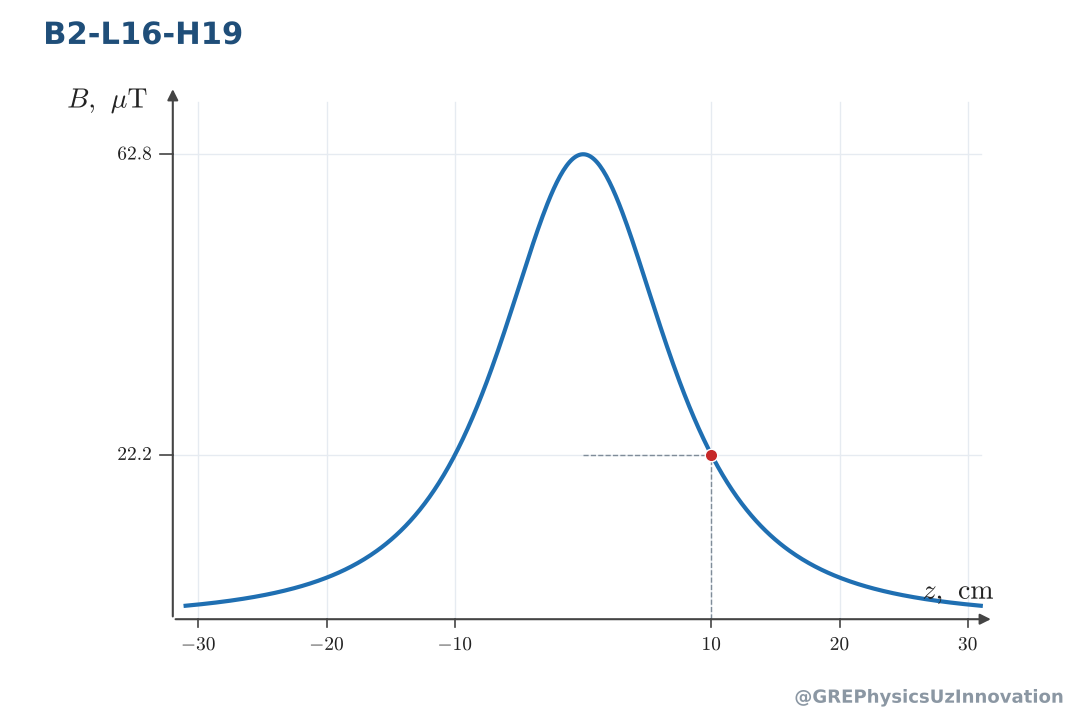 B2-L16-H19
B, μT
62.8
22.2
z, cm
−30 −20 −10 10 20 30
@GREPhysicsUzInnovation